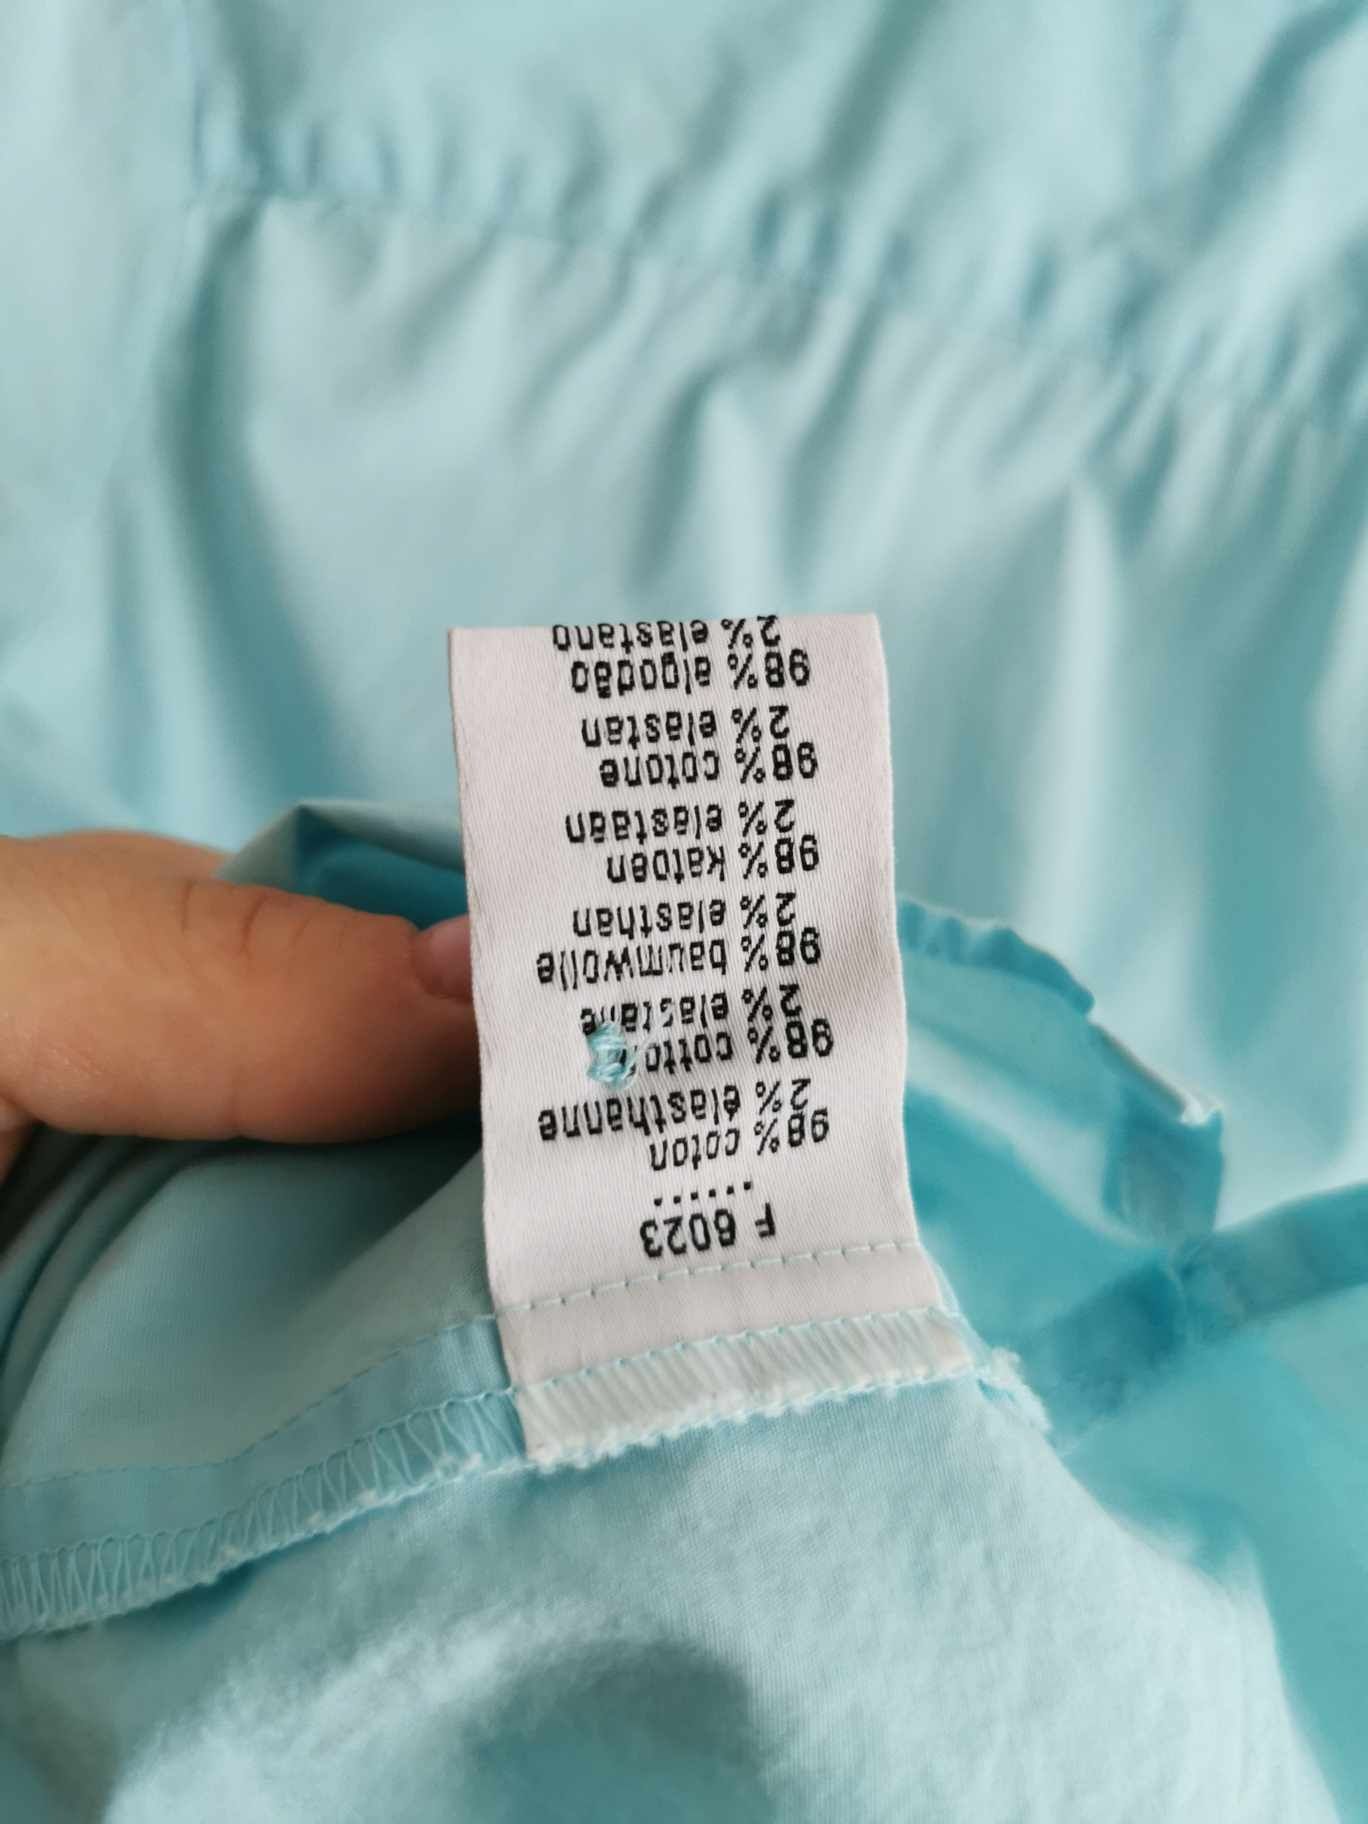 F 6023
......
98% coton
2% élasthanne
98% cotton
2% elastane
98% baumwolle
2% elasthan
98% katoen
2% elastaan
98% cotone
2% elastan
98% algodão
2% elastano